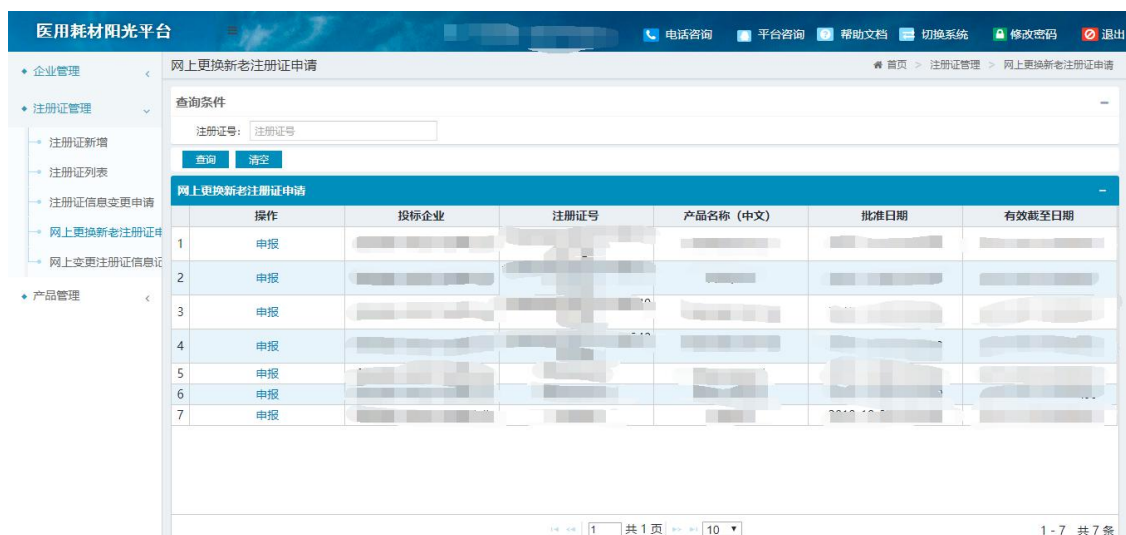 医用耗材阳光平台
电话咨询 平台咨询 帮助文档 切换系统 修改密码 退出
企业管理
注册证管理
注册证新增
注册证列表
注册证信息变更申请
网上更换新老注册证申
网上变更注册证信息记
产品管理
网上更换新老注册证申请
首页 > 注册证管理 > 网上更换新老注册证申请
查询条件
注册证号: 注册证号
查询 清空
网上更换新老注册证申请
操作 投标企业 注册证号 产品名称（中文） 批准日期 有效截至日期
1 申报
2 申报
3 申报
4 申报
5 申报
6 申报
7 申报
1 共 1 页 10
1 - 7 共 7 条